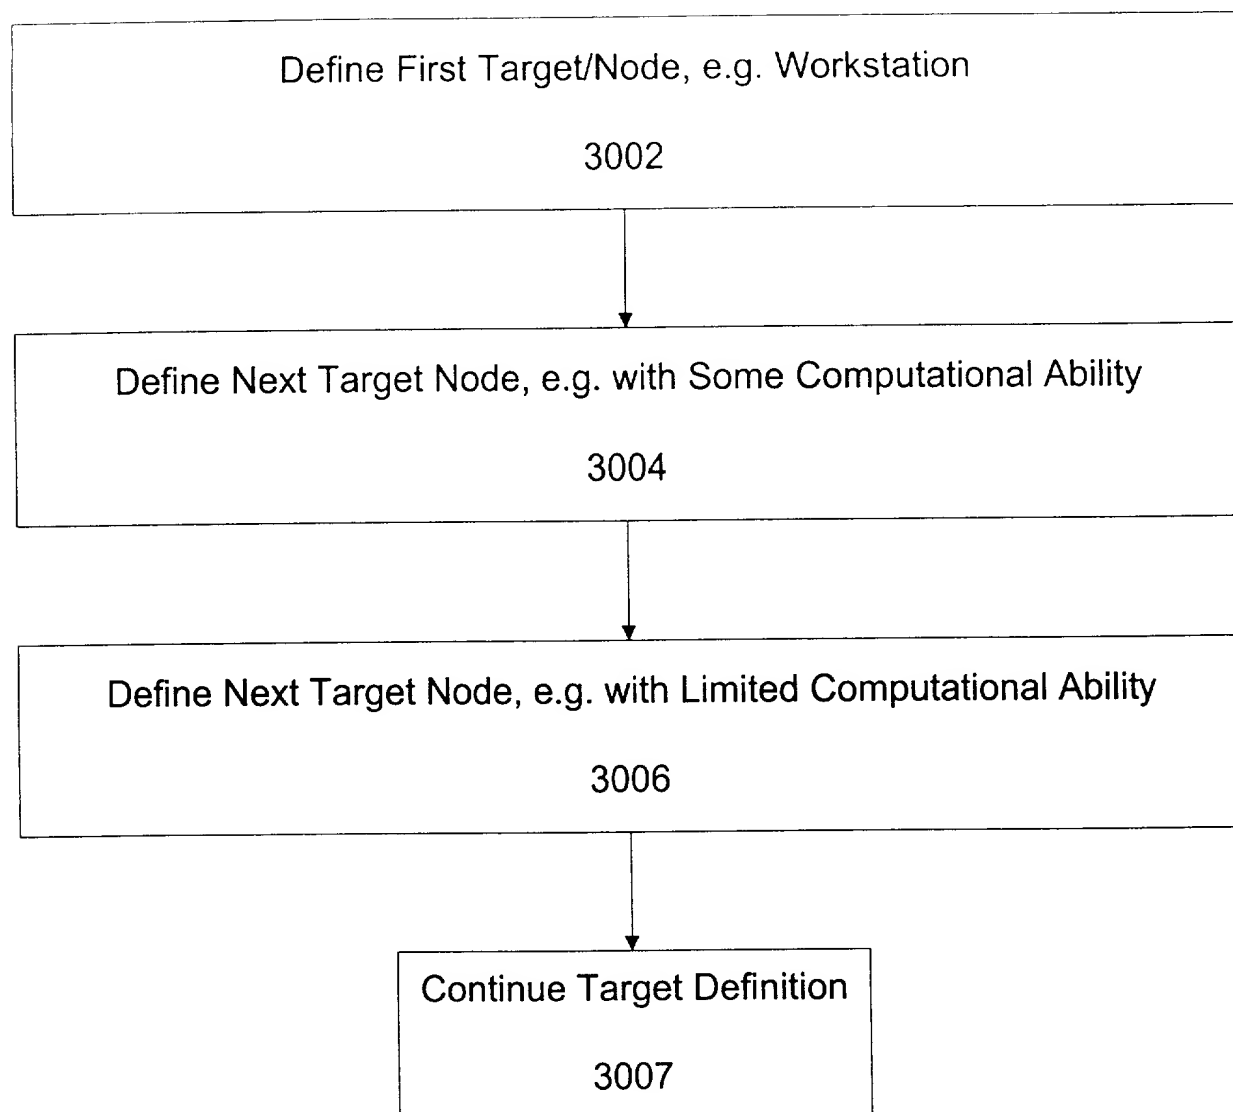 Define First Target/Node, e.g. Workstation
3002
Define Next Target Node, e.g. with Some Computational Ability
3004
Define Next Target Node, e.g. with Limited Computational Ability
3006
Continue Target Definition
3007